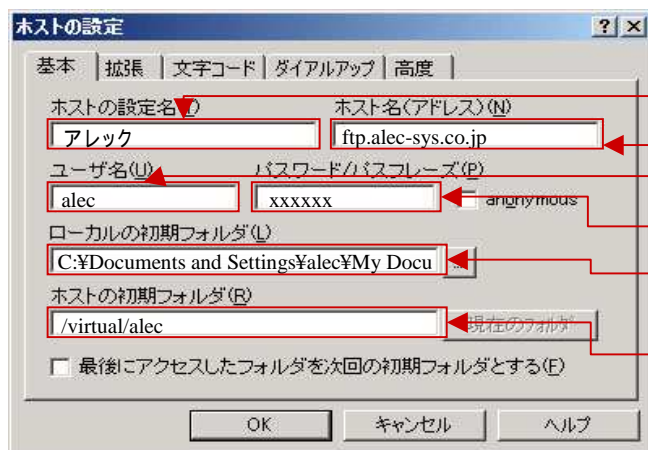 ホストの設定
基本 拡張 文字コード ダイアルアップ 高度
ホストの設定名(T) ホスト名(アドレス)(N)
アレック ftp.alec-sys.co.jp
ユーザ名(U) パスワード/パスフレーズ(P)
alec xxxxxx anonymous
ローカルの初期フォルダ(L)
C:¥Documents and Settings¥alec¥My Docu ...
ホストの初期フォルダ(R)
/virtual/alec 現在のフォルダ
最後にアクセスしたフォルダを次回の初期フォルダとする(F)
OK キャンセル ヘルプ